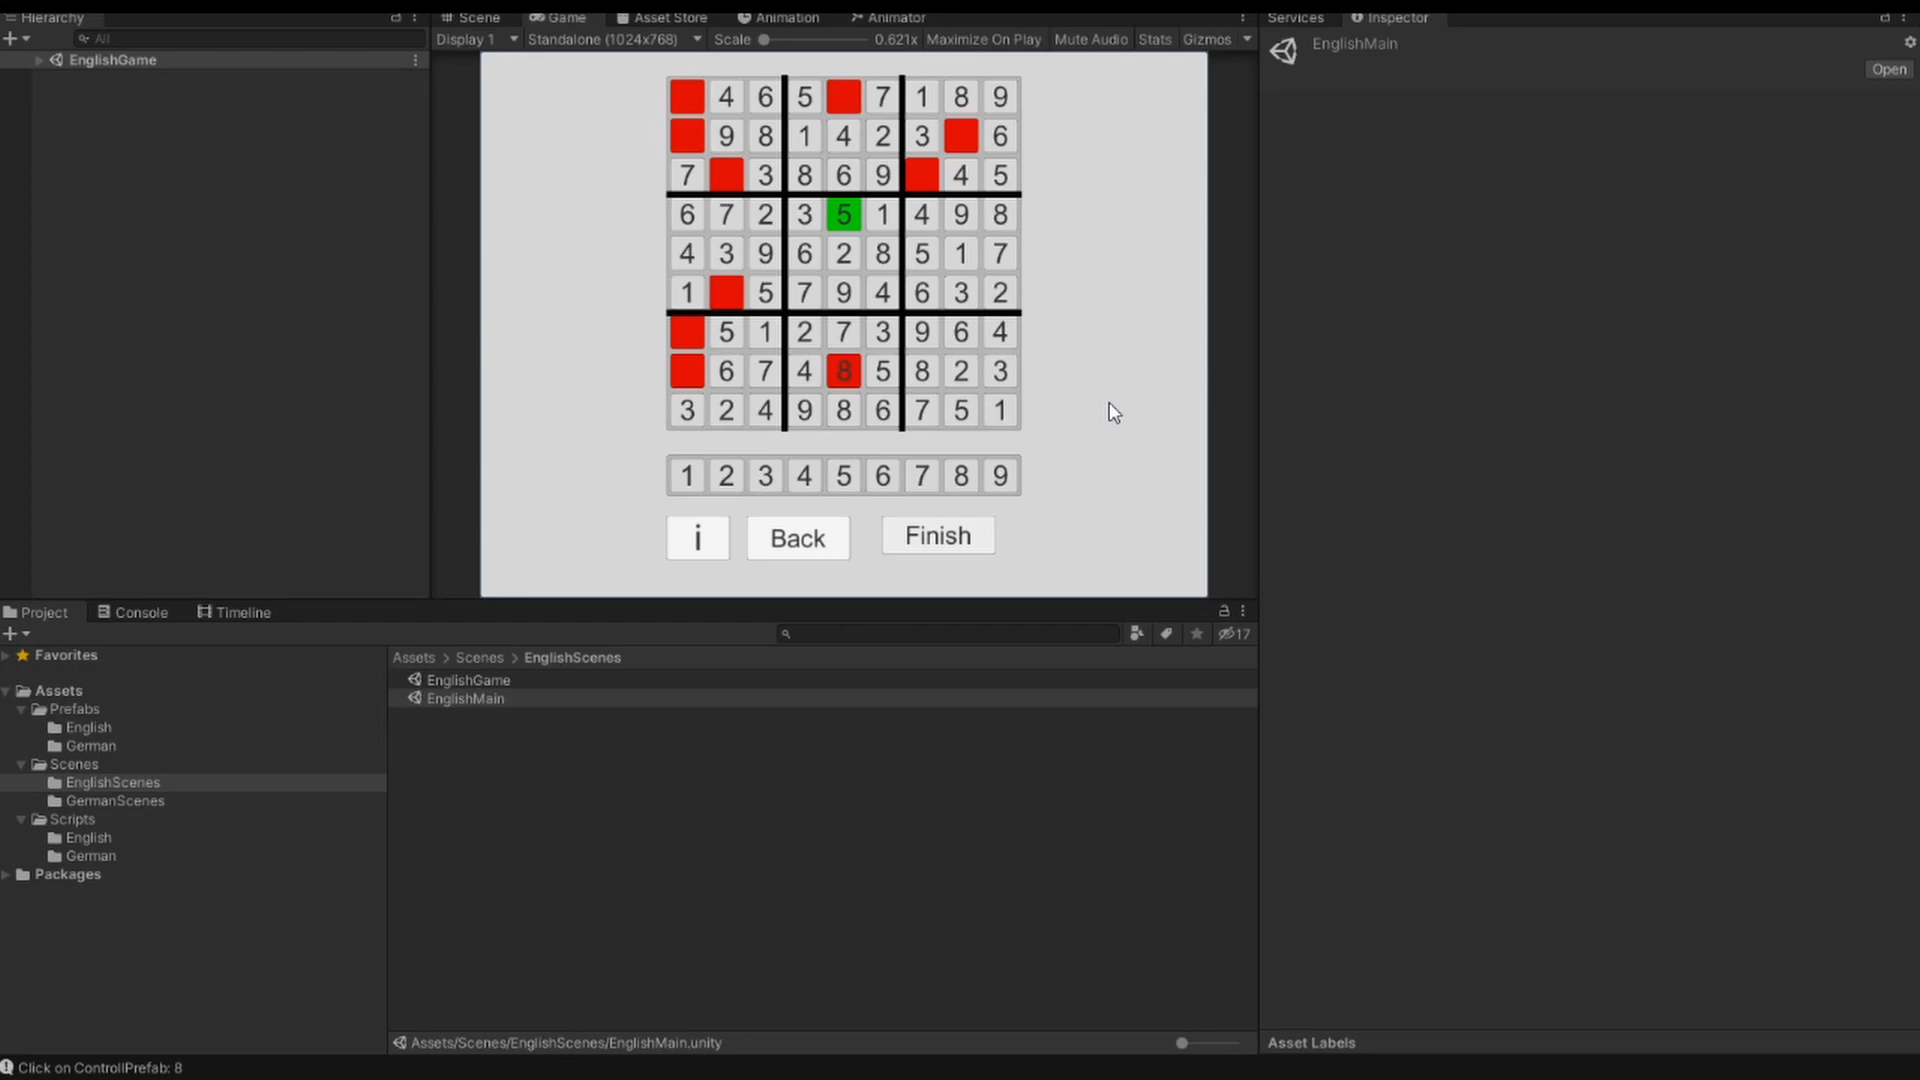 Hierarchy
Scene Game Asset Store Animation Animator
Services Inspector
All
Display 1 Standalone (1024x768) Scale 0.621x Maximize On Play Mute Audio Stats Gizmos
EnglishMain
Open
EnglishGame
4 6 5 7 1 8 9
9 8 1 4 2 3 6
7 3 8 6 9 4 5
6 7 2 3 5 1 4 9 8
4 3 9 6 2 8 5 1 7
1 5 7 9 4 6 3 2
5 1 2 7 3 9 6 4
6 7 4 8 5 8 2 3
3 2 4 9 8 6 7 5 1
1 2 3 4 5 6 7 8 9
i Back Finish
Project Console Timeline
17
Favorites
Assets
Prefabs
English
German
Scenes
EnglishScenes
GermanScenes
Scripts
English
German
Packages
Assets > Scenes > EnglishScenes
EnglishGame
EnglishMain
Assets/Scenes/EnglishScenes/EnglishMain.unity
Asset Labels
Click on ControllPrefab: 8